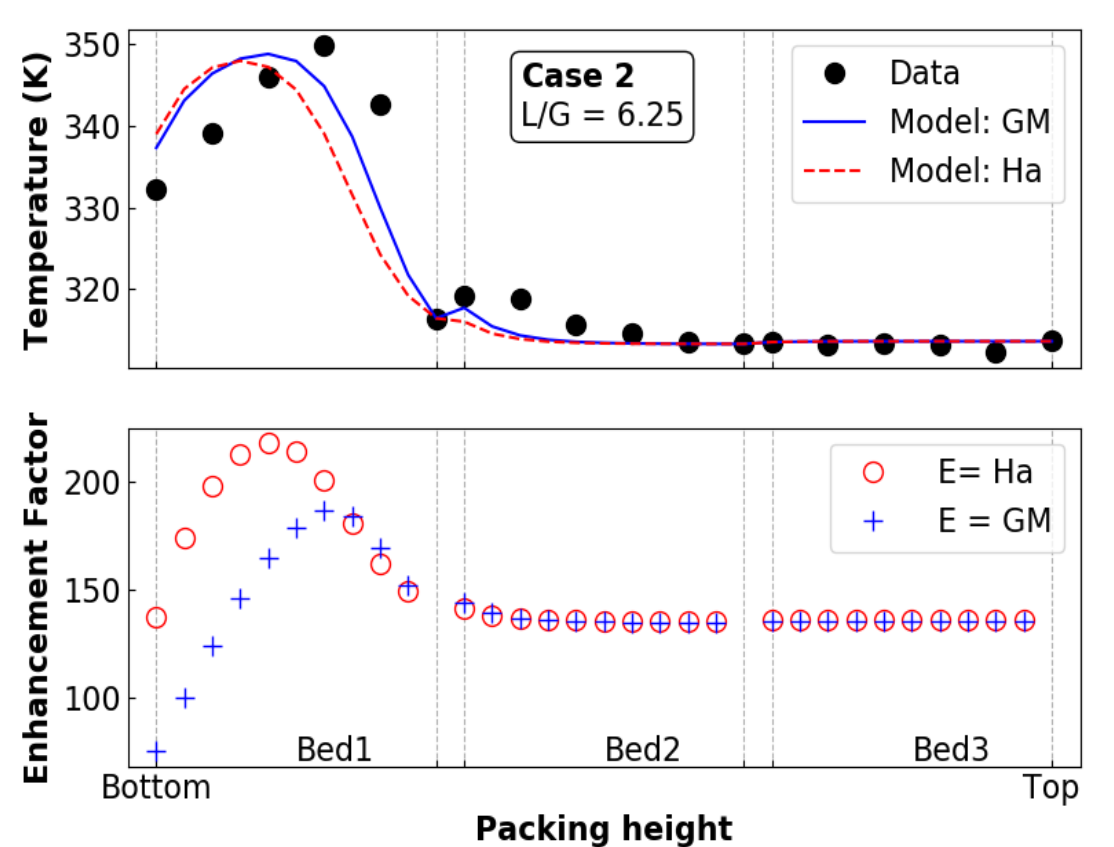 Temperature (K)
350
340
330
320
Case 2
L/G = 6.25
Data
Model: GM
Model: Ha
Enhancement Factor
200
150
100
E= Ha
E = GM
Bed1
Bed2
Bed3
Bottom
Top
Packing height